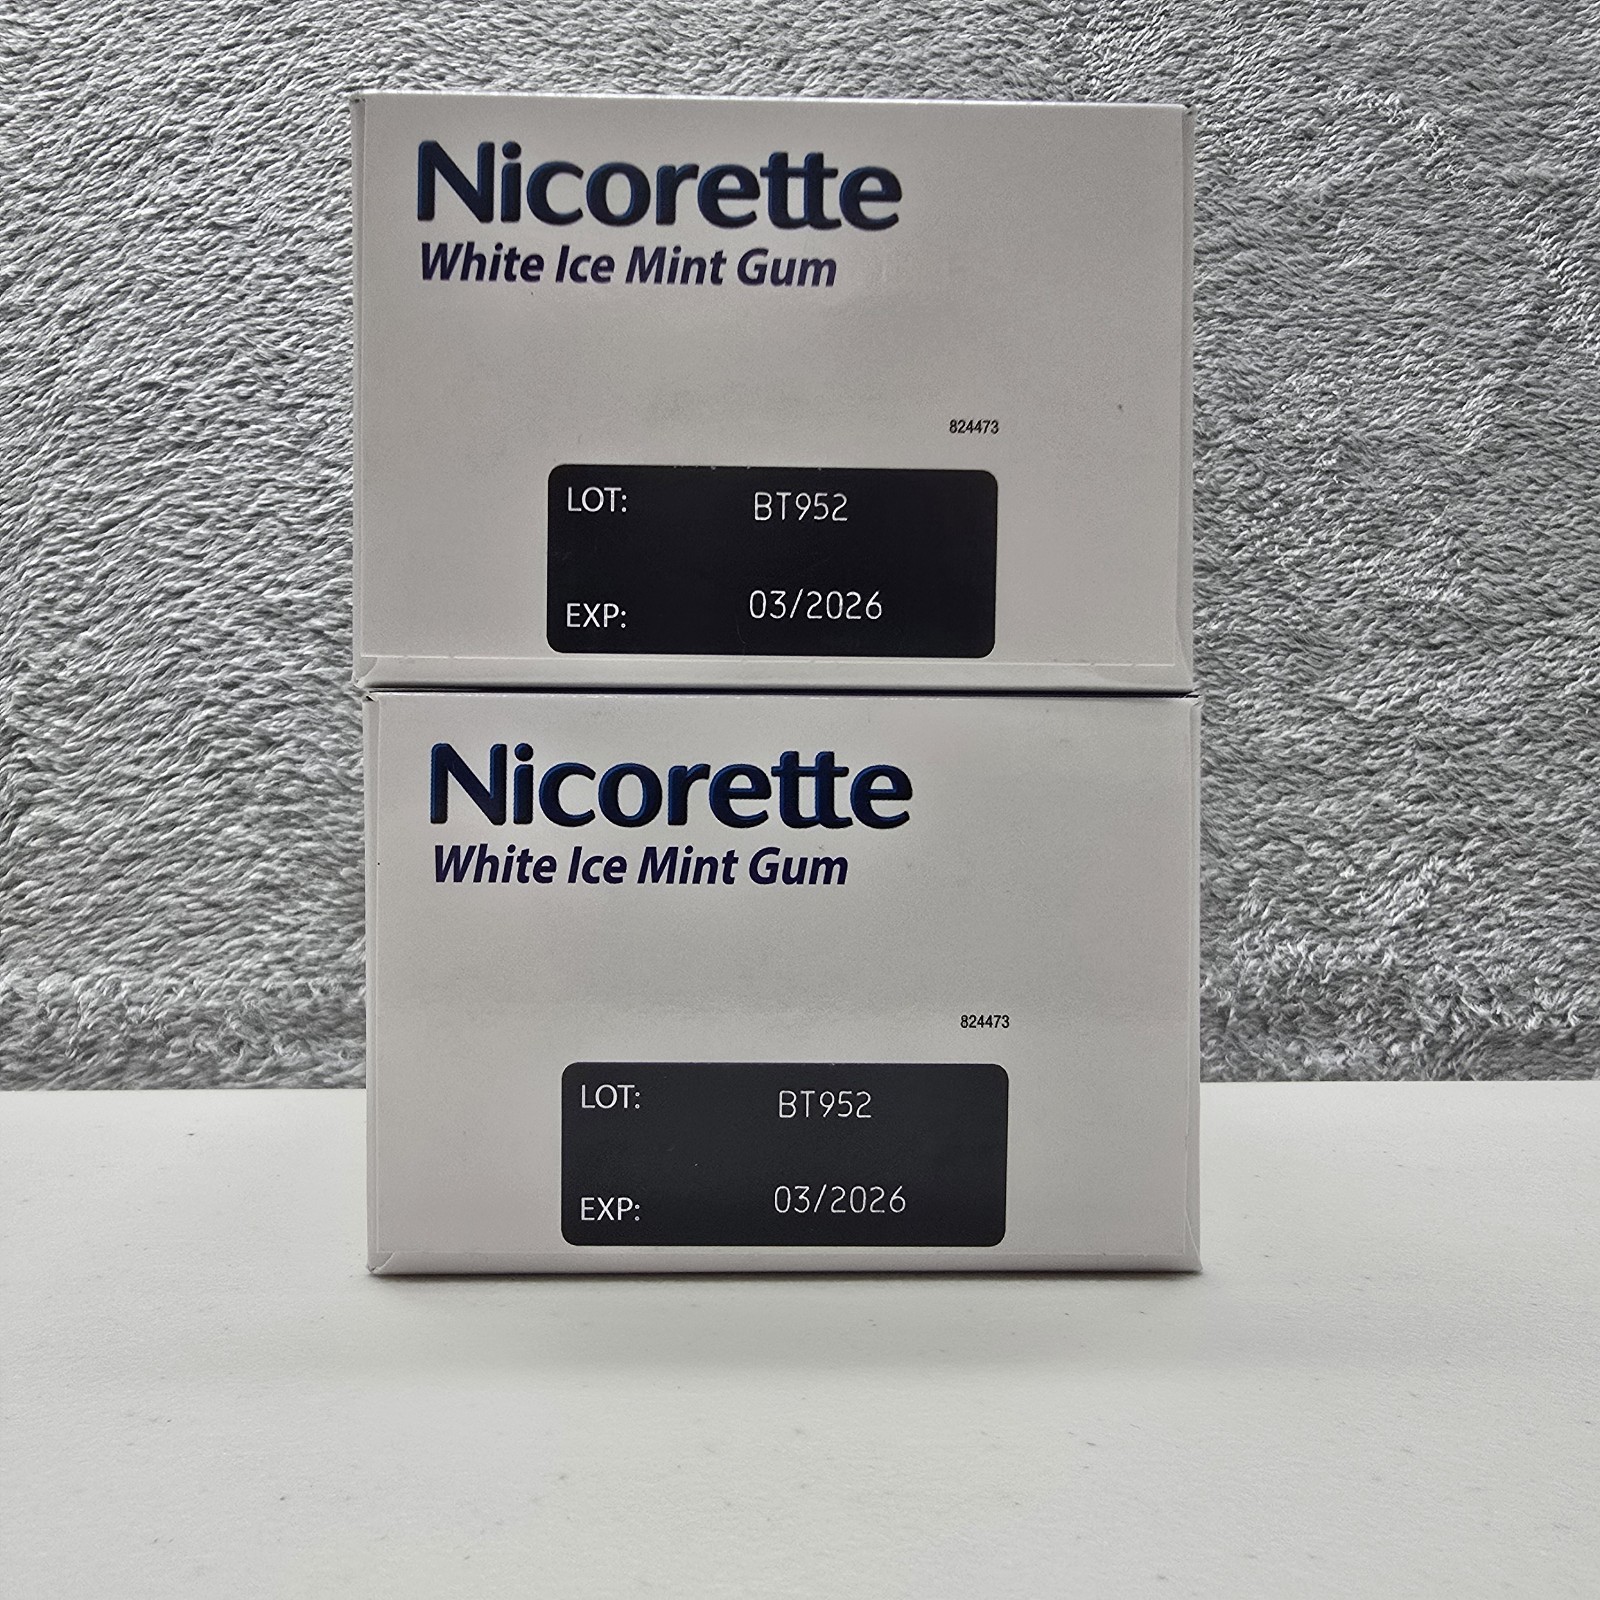 Nicorette
White Ice Mint Gum
824473
LOT: BT952
EXP: 03/2026
Nicorette
White Ice Mint Gum
824473
LOT: BT952
EXP: 03/2026